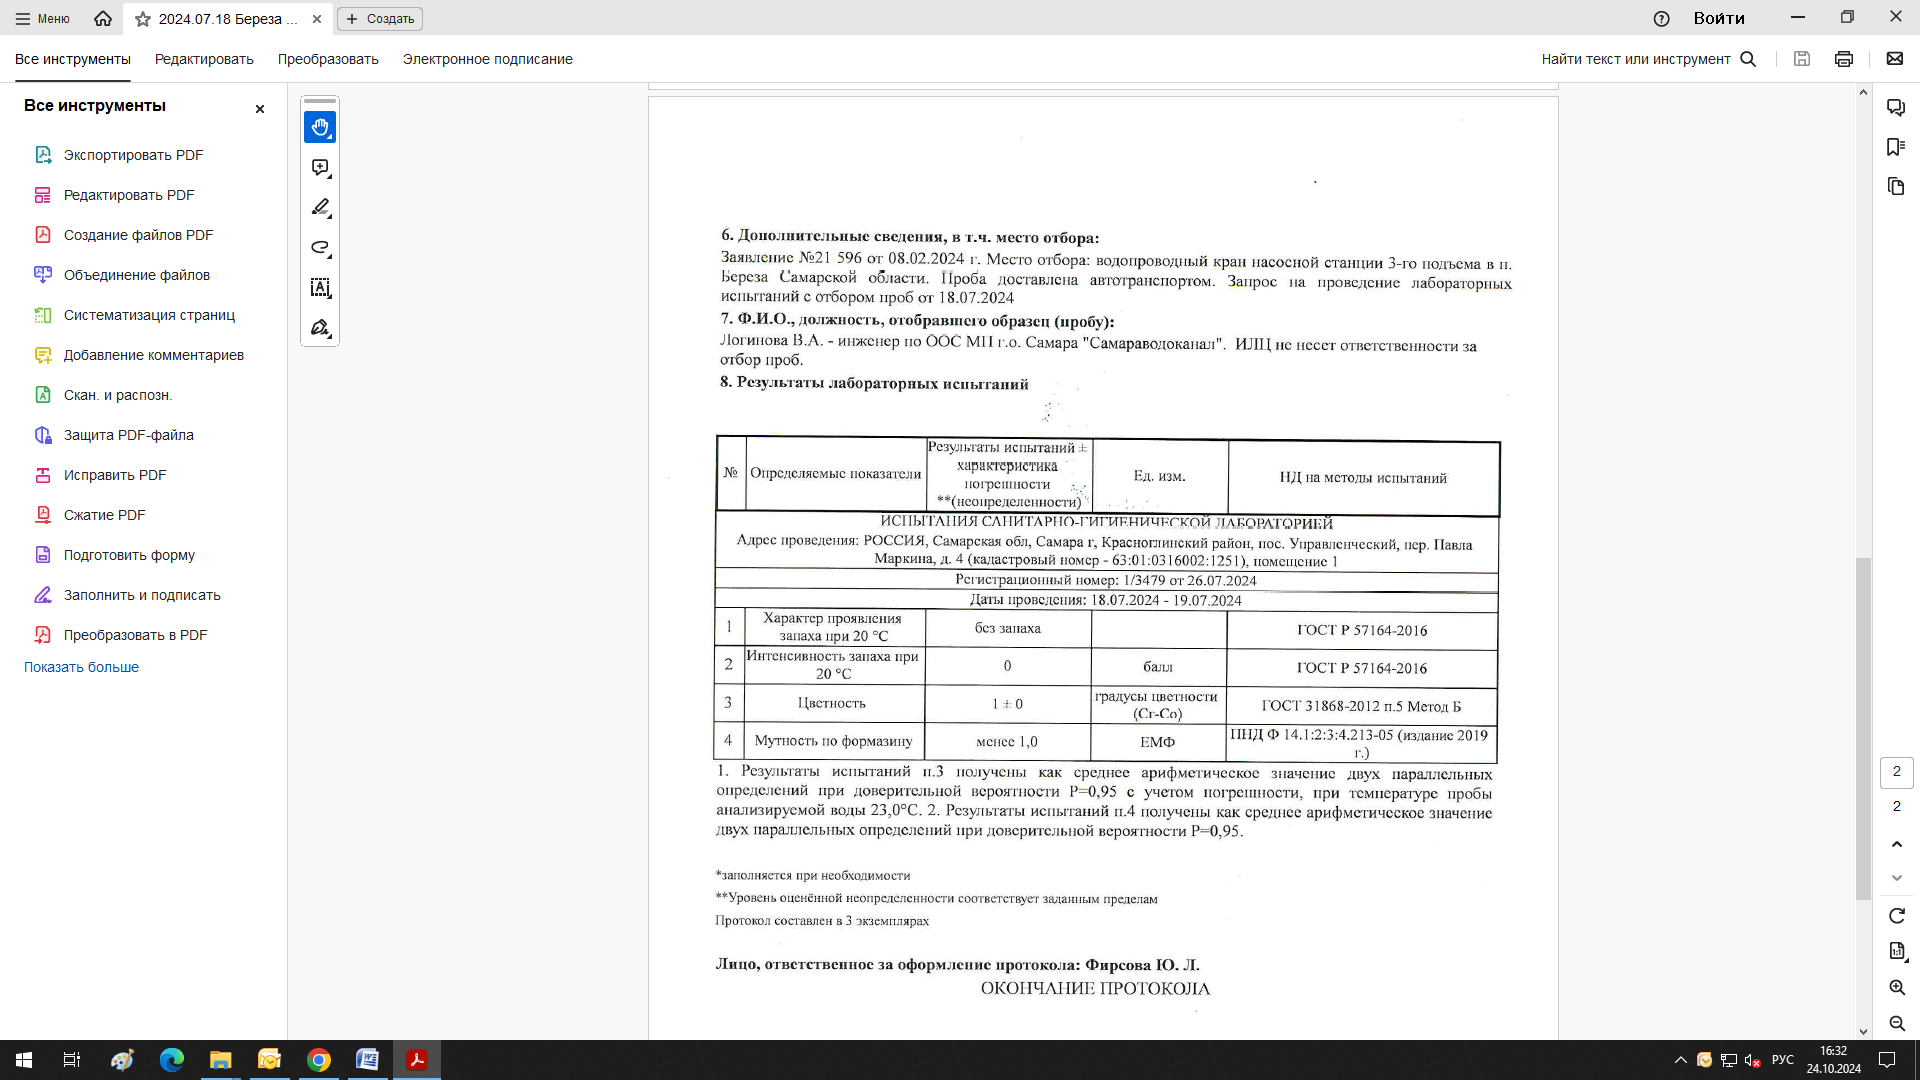 Меню
2024.07.18 Береза ...
Создать
Войти
Все инструменты
Редактировать
Преобразовать
Электронное подписание
Найти текст или инструмент
Все инструменты
Экспортировать PDF
Редактировать PDF
Создание файлов PDF
Объединение файлов
Систематизация страниц
Добавление комментариев
Скан. и распозн.
Защита PDF-файла
Исправить PDF
Сжатие PDF
Подготовить форму
Заполнить и подписать
Преобразовать в PDF
Показать больше
6. Дополнительные сведения, в т.ч. место отбора:
Заявление №21 596 от 08.02.2024 г. Место отбора: водопроводный кран насосной станции 3-го подъема в п.
Береза Самарской области. Проба доставлена автотранспортом. Запрос на проведение лабораторных
испытаний с отбором проб от 18.07.2024
7. Ф.И.О., должность, отобравшего образец (пробу):
Логинова В.А. - инженер по ООС МП г.о. Самара "Самараводоканал". ИЛЦ не несет ответственности за
отбор проб.
8. Результаты лабораторных испытаний
№
Определяемые показатели
Результаты испытаний ±
характеристика
погрешности
**(неопределенности)
Ед. изм.
НД на методы испытаний
ИСПЫТАНИЯ САНИТАРНО-ГИГИЕНИЧЕСКОЙ ЛАБОРАТОРИЕЙ
Адрес проведения: РОССИЯ, Самарская обл, Самара г, Красноглинский район, пос. Управленческий, пер. Павла
Маркина, д. 4 (кадастровый номер - 63:01:0316002:1251), помещение 1
Регистрационный номер: 1/3479 от 26.07.2024
Даты проведения: 18.07.2024 - 19.07.2024
1
Характер проявления
запаха при 20 °С
без запаха
ГОСТ Р 57164-2016
2
Интенсивность запаха при
20 °С
0
балл
ГОСТ Р 57164-2016
3
Цветность
1 ± 0
градусы цветности
(Cr-Co)
ГОСТ 31868-2012 п.5 Метод Б
4
Мутность по формазину
менее 1,0
ЕМФ
ПНД Ф 14.1:2:3:4.213-05 (издание 2019
г.)
1. Результаты испытаний п.3 получены как среднее арифметическое значение двух параллельных
определений при доверительной вероятности Р=0,95 с учетом погрешности, при температуре пробы
анализируемой воды 23,0°С. 2. Результаты испытаний п.4 получены как среднее арифметическое значение
двух параллельных определений при доверительной вероятности Р=0,95.
*заполняется при необходимости
**Уровень оценённой неопределенности соответствует заданным пределам
Протокол составлен в 3 экземплярах
Лицо, ответственное за оформление протокола: Фирсова Ю. Л.
ОКОНЧАНИЕ ПРОТОКОЛА
2
2
РУС
16:32
24.10.2024